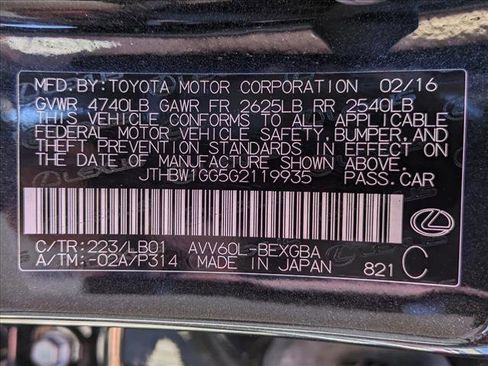 MFD.BY:TOYOTA MOTOR CORPORATION 02/16
GVWR 4740LB GAWR FR 2625LB RR 2540LB
THIS VEHICLE CONFORMS TO ALL APPLICABLE
FEDERAL MOTOR VEHICLE SAFETY, BUMPER, AND
THEFT PREVENTION STANDARDS IN EFFECT ON
THE DATE OF MANUFACTURE SHOWN ABOVE.
JTHBW1GG5G2119935 PASS.CAR
C/TR:223/LB01 AVV60L-BEXGBA
A/TM:-02A/P314 MADE IN JAPAN 821 C